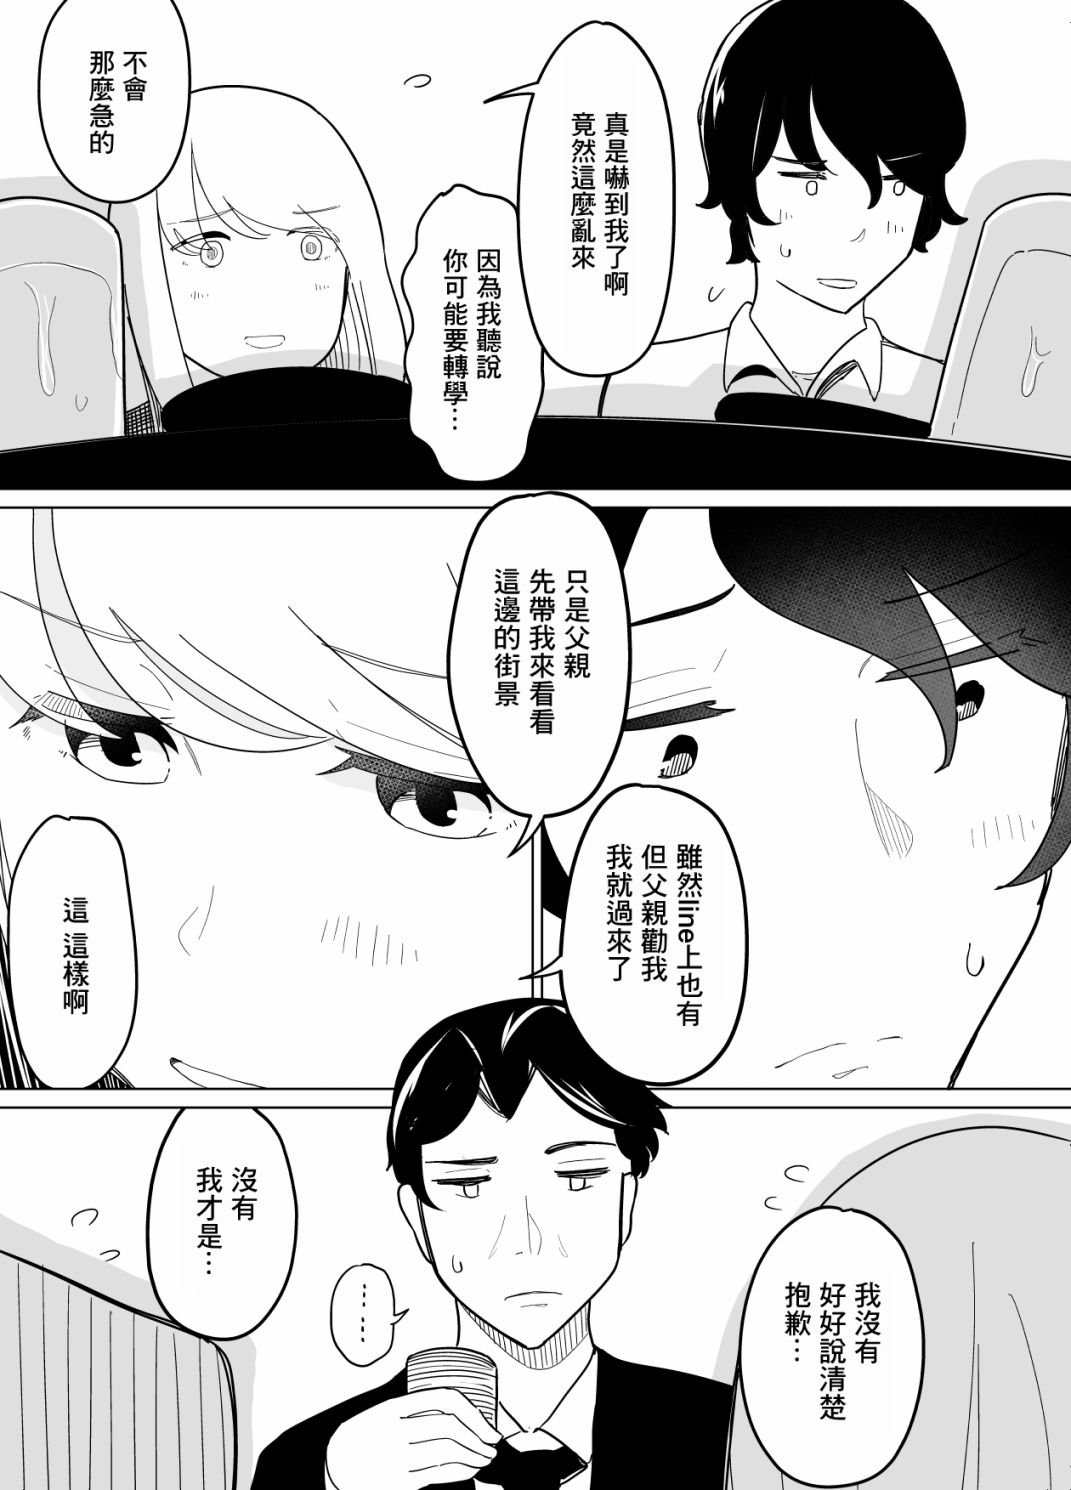 真是嚇到我了啊
竟然這麼亂來
因為我聽說
你可能要轉學…
不會
那麼急的
只是父親
先帶我來看看
這邊的街景
雖然line上也有
但父親勸我
我就過來了
這 這樣啊
我沒有
好好說清楚
抱歉…
……
沒有
我才是…